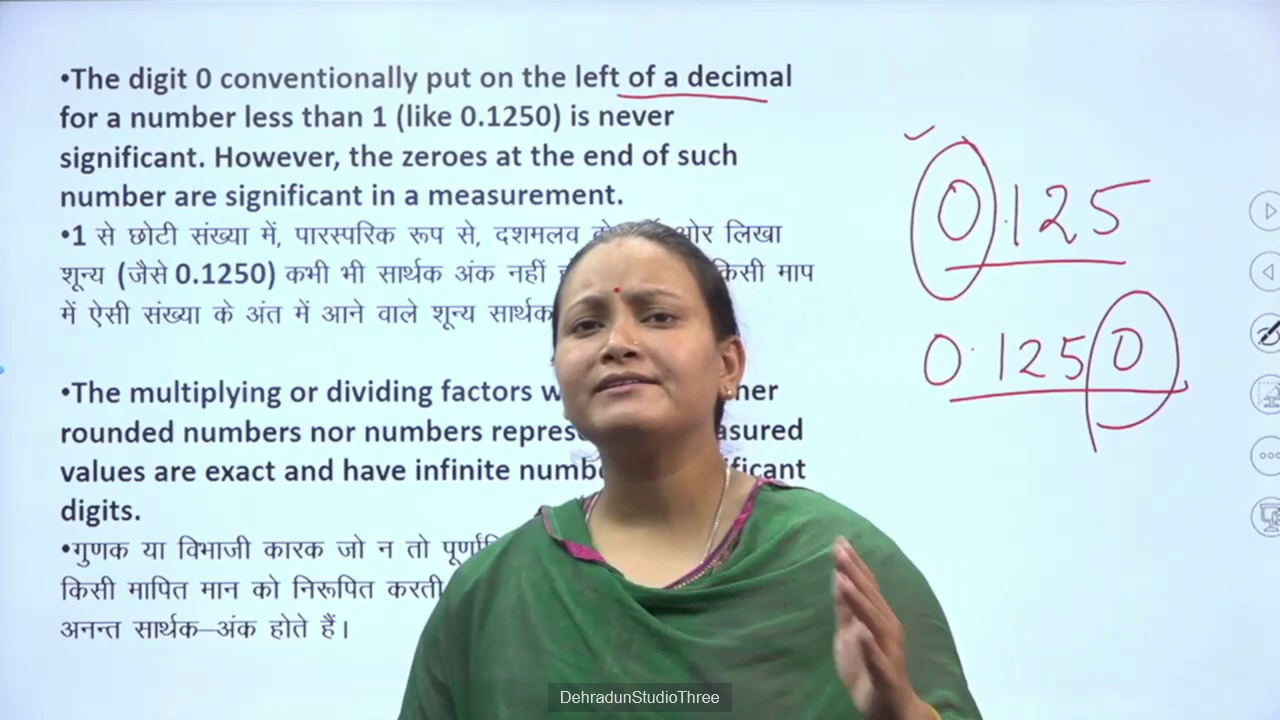 •The digit 0 conventionally put on the left of a decimal
for a number less than 1 (like 0.1250) is never
significant. However, the zeroes at the end of such
number are significant in a measurement.
•1 से छोटी संख्या में, पारस्परिक रूप से, दशमलव ओर लिखा
शून्य (जैसे 0.1250) कभी भी सार्थक अंक नहीं किसी माप
में ऐसी संख्या के अंत में आने वाले शून्य सार्थक
•The multiplying or dividing factors
rounded numbers nor numbers
values are exact and have infinite
digits.
•गुणक या विभाजी कारक जो न तो
किसी मापित मान को निरूपित करती
अनन्त सार्थक–अंक होते हैं।
0.125
0.1250
DehradunStudioThree